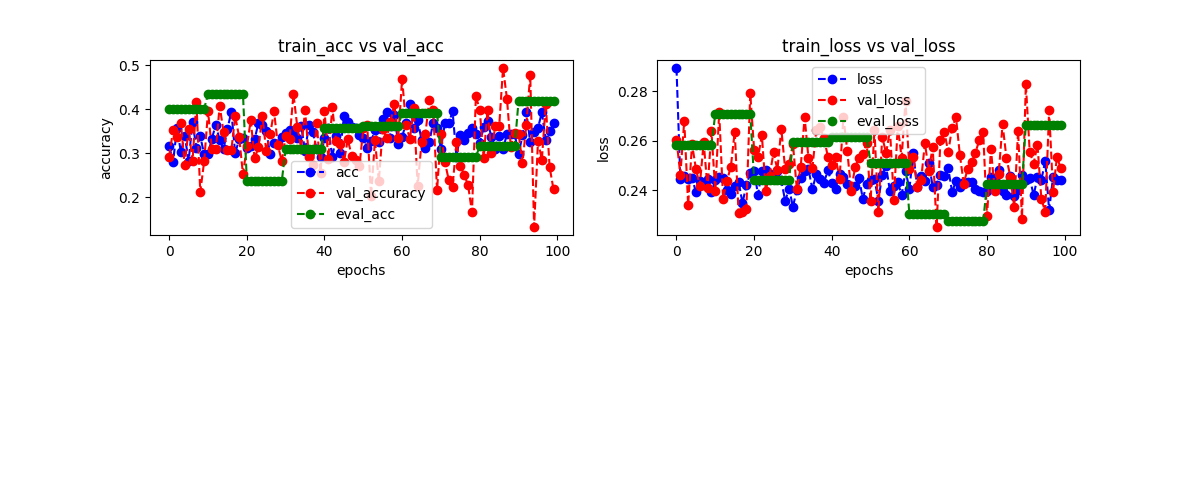 train_acc vs val_acc
accuracy
0.5
0.4
0.3
0.2
acc
val_accuracy
eval_acc
0 20 40 60 80 100
epochs
train_loss vs val_loss
loss
0.28
0.26
0.24
loss
val_loss
eval_loss
0 20 40 60 80 100
epochs